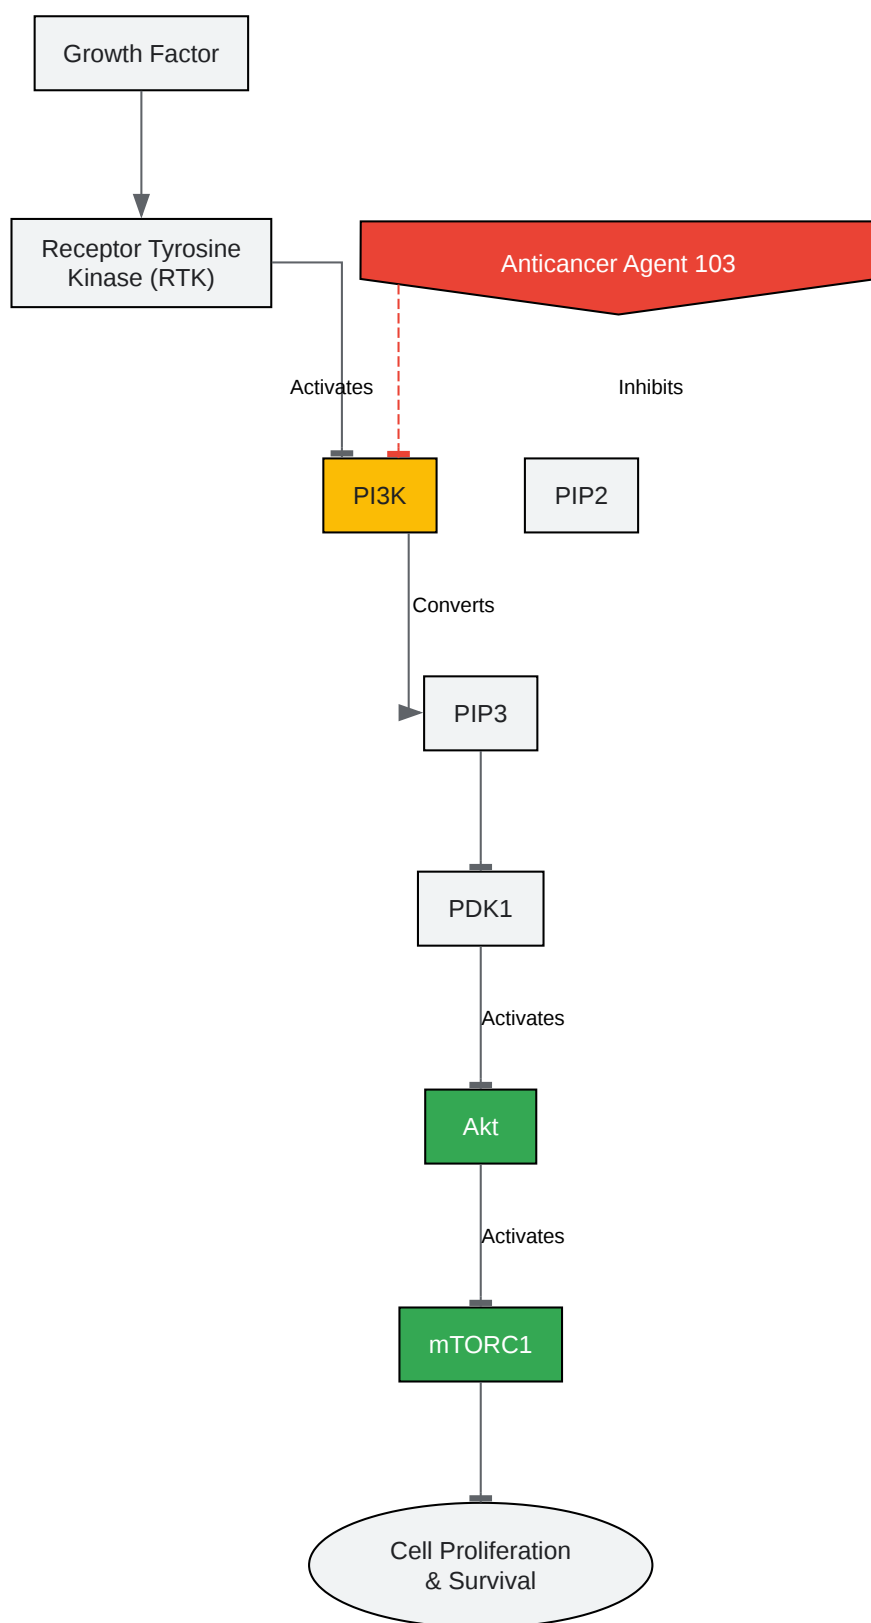 Growth Factor
Receptor Tyrosine
Kinase (RTK)
Anticancer Agent 103
Activates
Inhibits
PI3K
PIP2
Converts
PIP3
PDK1
Activates
Akt
Activates
mTORC1
Cell Proliferation
& Survival